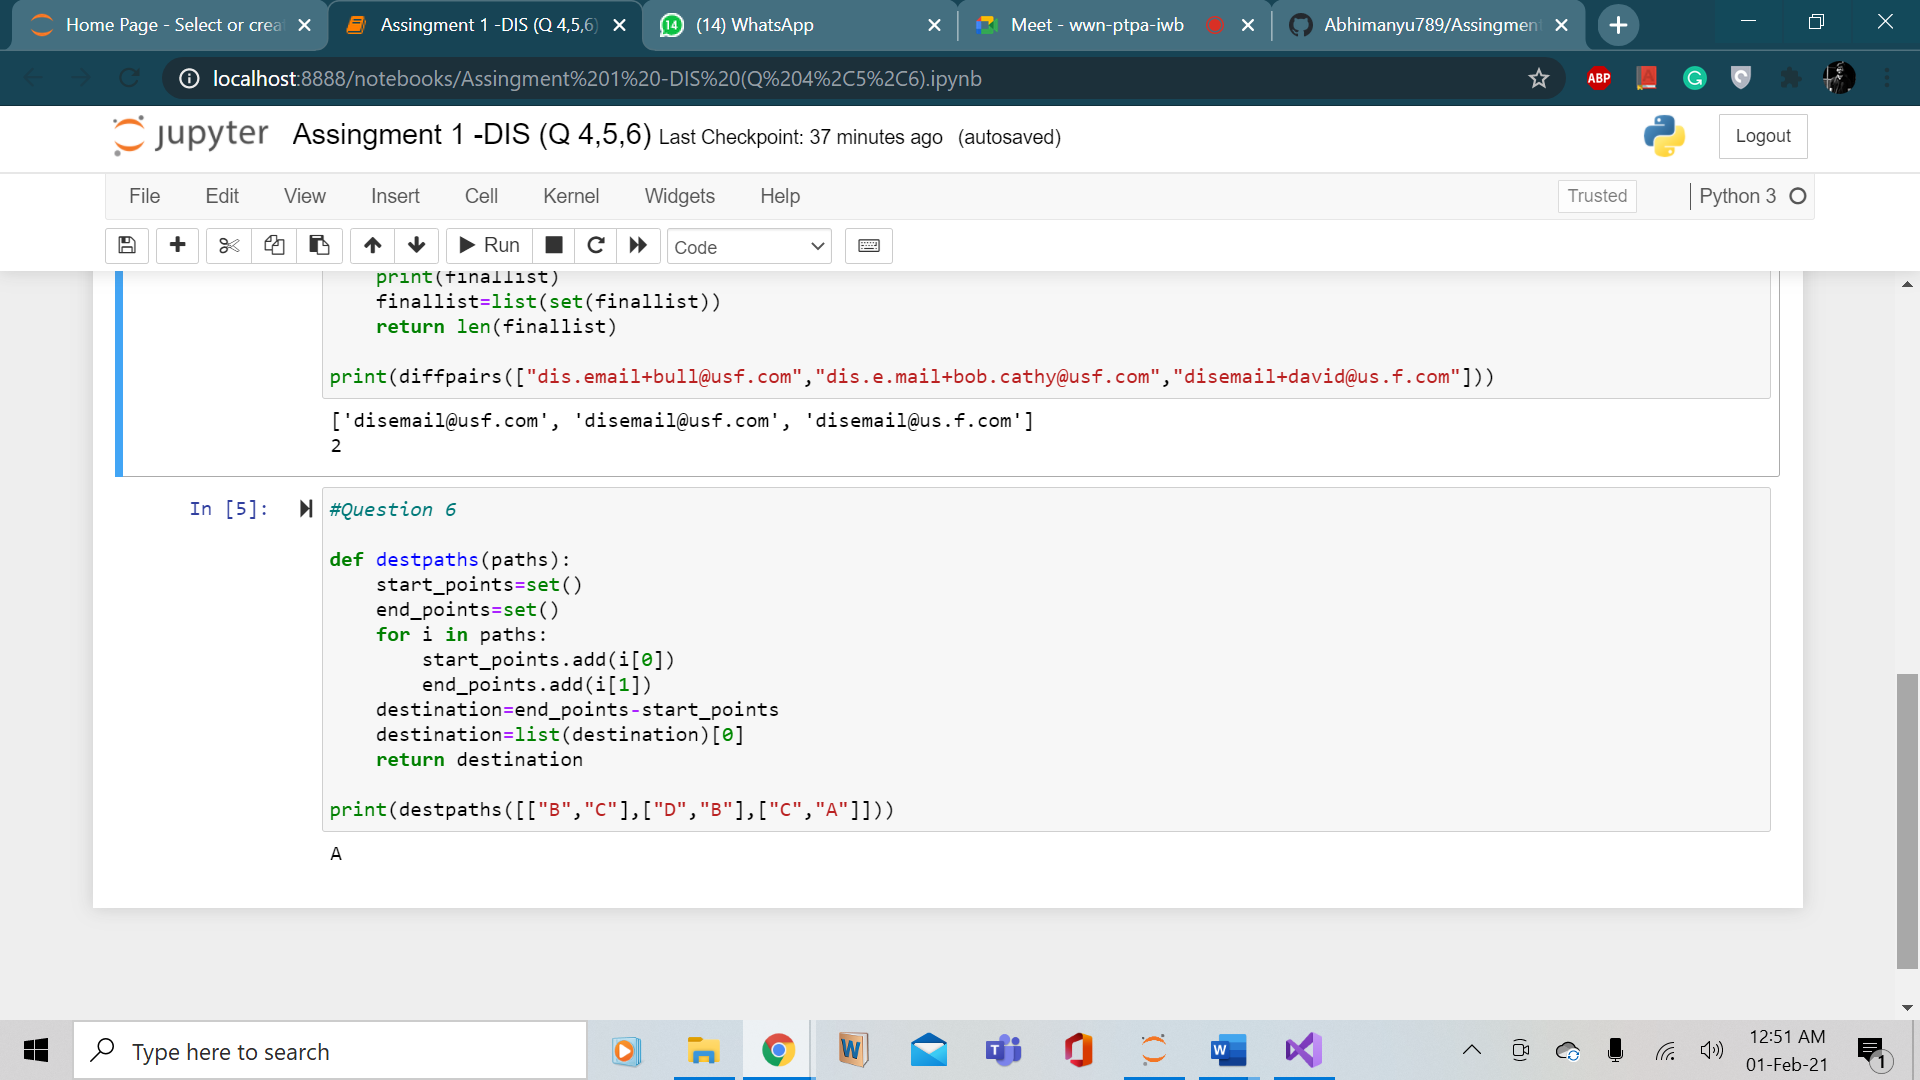 Home Page - Select or crea
Assingment 1 -DIS (Q 4,5,6)
14 (14) WhatsApp
Meet - wwn-ptpa-iwb
Abhimanyu789/Assingment
localhost:8888/notebooks/Assingment%201%20-DIS%20(Q%204%2C5%2C6).ipynb
ABP
jupyter Assingment 1 -DIS (Q 4,5,6) Last Checkpoint: 37 minutes ago (autosaved)
Logout
File Edit View Insert Cell Kernel Widgets Help
Trusted
Python 3
Run
Code
print(finallist)
finallist=list(set(finallist))
return len(finallist)
print(diffpairs(["dis.email+bull@usf.com","dis.e.mail+bob.cathy@usf.com","disemail+david@us.f.com"]))
['disemail@usf.com', 'disemail@usf.com', 'disemail@us.f.com']
2
In [5]:
#Question 6
def destpaths(paths):
start_points=set()
end_points=set()
for i in paths:
start_points.add(i[0])
end_points.add(i[1])
destination=end_points-start_points
destination=list(destination)[0]
return destination
print(destpaths([["B","C"],["D","B"],["C","A"]]))
A
Type here to search
12:51 AM
01-Feb-21
1